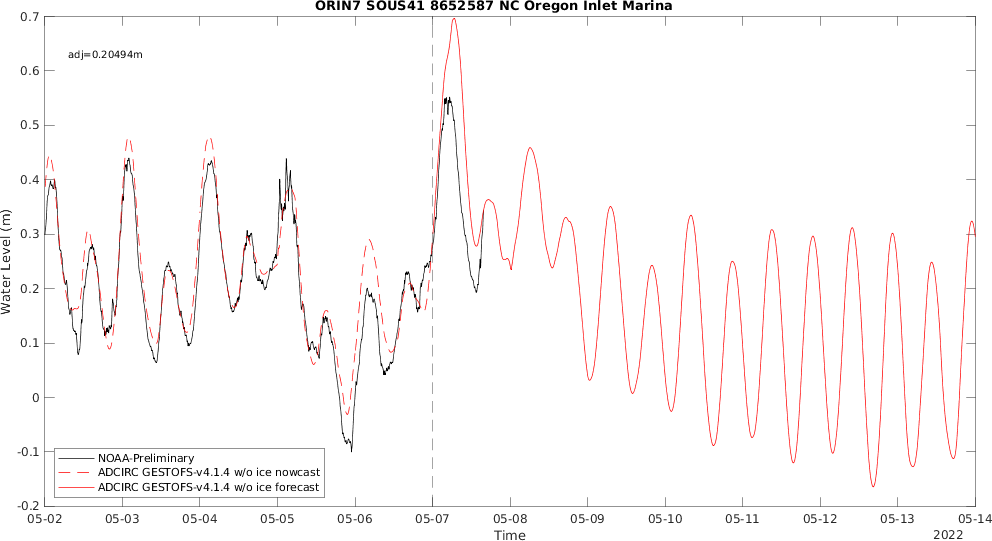 ORIN7 SOUS41 8652587 NC Oregon Inlet Marina
adj=0.20494m
0.7
0.6
0.5
0.4
0.3
0.2
0.1
0
-0.1
-0.2
Water Level (m)
NOAA-Preliminary
ADCIRC GESTOFS-v4.1.4 w/o ice nowcast
ADCIRC GESTOFS-v4.1.4 w/o ice forecast
05-02 05-03 05-04 05-05 05-06 05-07 05-08 05-09 05-10 05-11 05-12 05-13 05-14
Time
2022